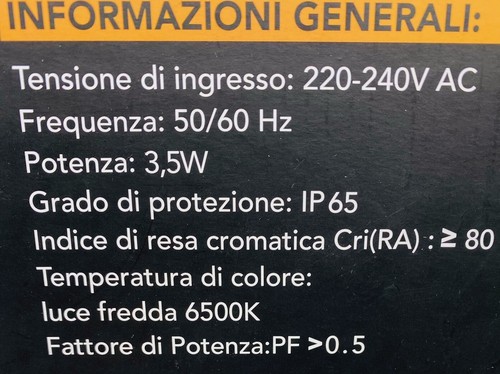 INFORMAZIONI GENERALI:
Tensione di ingresso: 220-240V AC
Frequenza: 50/60 Hz
Potenza: 3,5W
Grado di protezione: IP65
Indice di resa cromatica Cri(RA) : ≥ 80
Temperatura di colore:
luce fredda 6500K
Fattore di Potenza:PF >0.5